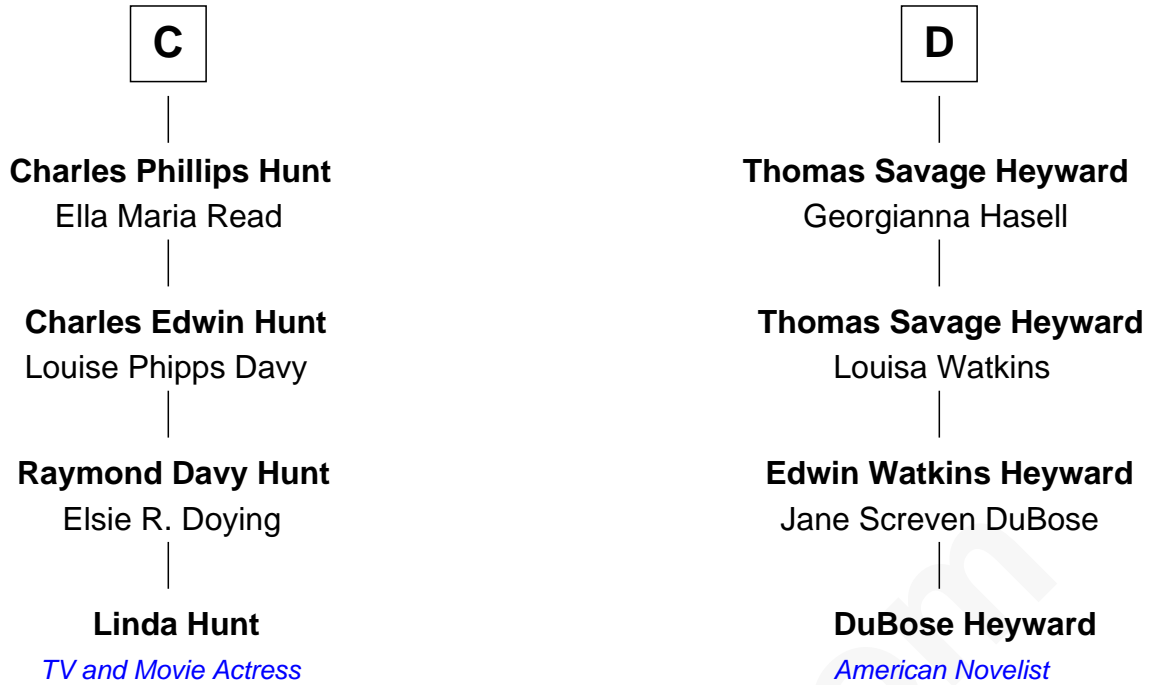 C
Charles Phillips Hunt
Ella Maria Read
Charles Edwin Hunt
Louise Phipps Davy
Raymond Davy Hunt
Elsie R. Doying
Linda Hunt
TV and Movie Actress
D
Thomas Savage Heyward
Georgianna Hasell
Thomas Savage Heyward
Louisa Watkins
Edwin Watkins Heyward
Jane Screven DuBose
DuBose Heyward
American Novelist
om